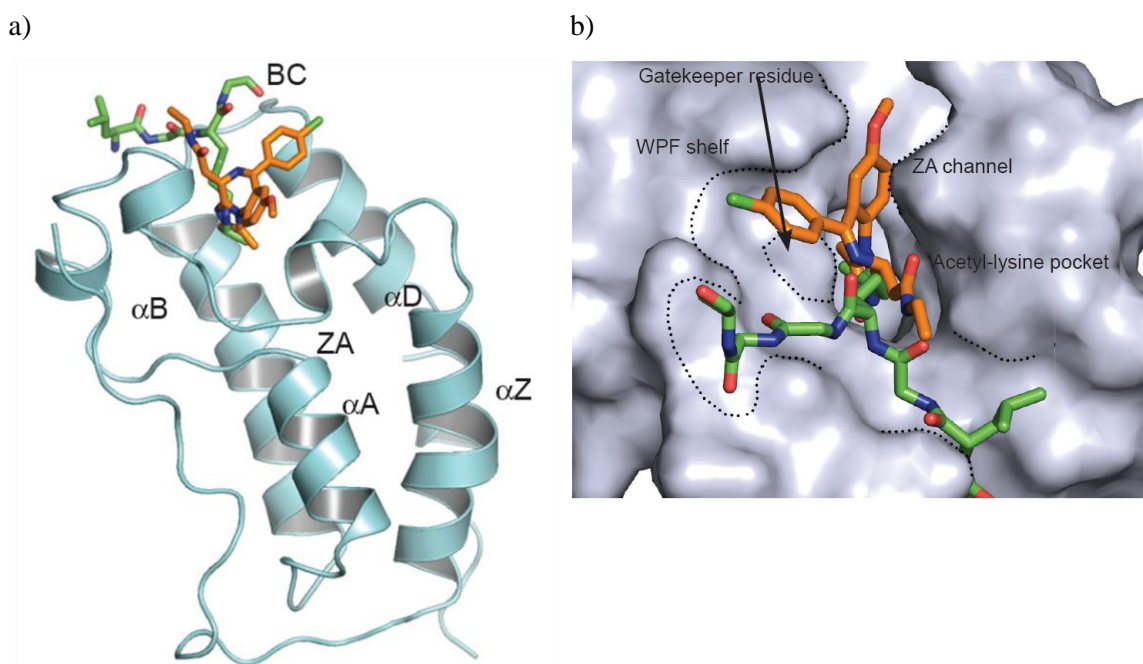 a)
b)
BC
αB
αD
ZA
αA
αZ
Gatekeeper residue
WPF shelf
ZA channel
Acetyl-lysine pocket